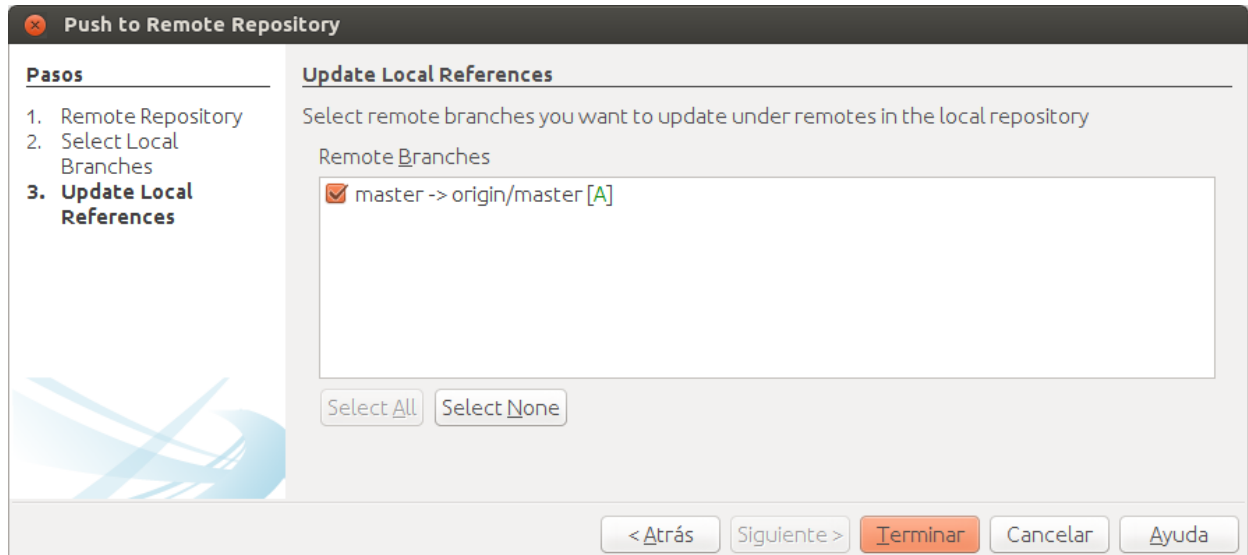 Push to Remote Repository
Pasos
1. Remote Repository
2. Select Local
Branches
3. Update Local
References
Update Local References
Select remote branches you want to update under remotes in the local repository
Remote Branches
master -> origin/master [A]
Select All
Select None
< Atrás
Siguiente >
Terminar
Cancelar
Ayuda